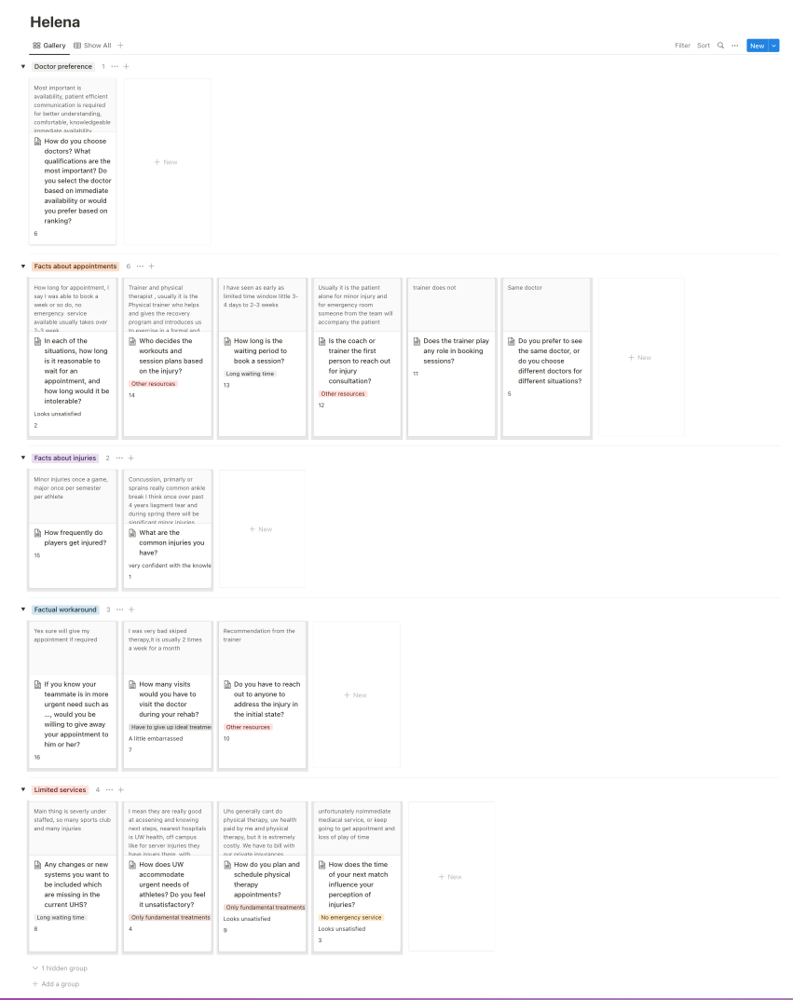 Helena
Gallery Show All
Filter Sort New
Doctor preference 1
Most important is
availability, patient efficient
communication is required
for better understanding,
comfortable, knowledgeable
immediate availability
How do you choose
doctors? What
qualifications are the
most important? Do
you select the doctor
based on immediate
availability or would
you prefer based on
ranking?
6
New
Facts about appointments 6
How long for appointment, I
say I was able to book a
week or so do, no
emergency service
available usually takes over
2-3 week
In each of the
situations, how long
is it reasonable to
wait for an
appointment, and
how long would it be
intolerable?
Looks unsatisfied
2
Trainer and physical
therapist , usually it is the
Physical trainer who helps
and gives the recovery
program and introduces us
to exercise in a formal and
Who decides the
workouts and
session plans based
on the injury?
Other resources
14
I have seen as early as
limited time window little 3-
4 days to 2-3 weeks
How long is the
waiting period to
book a session?
Long waiting time
13
Usually it is the patient
alone for minor injury and
for emergency room
someone from the team will
accompany the patient
Is the coach or
trainer the first
person to reach out
for injury
consultation?
Other resources
12
trainer does not
Does the trainer play
any role in booking
sessions?
11
Same doctor
Do you prefer to see
the same doctor, or
do you choose
different doctors for
different situations?
5
New
Facts about injuries 2
Minor injuries once a game,
major once per semester
per athlete
How frequently do
players get injured?
15
Concussion, primarly or
sprains really common ankle
break i think once over past
4 years liagment tear and
during spring there will be
significant minor injuries
What are the
common injuries you
have?
very confident with the knowle
1
New
Factual workaround 3
Yes sure will give my
appointment if required
If you know your
teammate is in more
urgent need such as
..., would you be
willing to give away
your appointment to
him or her?
16
I was very bad skiped
therapy,it is usually 2 times
a week for a month
How many visits
would you have to
visit the doctor
during your rehab?
Have to give up ideal treatmen
A little embarrassed
7
Recommendation from the
trainer
Do you have to reach
out to anyone to
address the injury in
the initial state?
Other resources
10
New
Limited services 4
Main thing is severly under
staffed, so many sports club
and many injuries
Any changes or new
systems you want to
be included which
are missing in the
current UHS?
Long waiting time
8
I mean they are really good
at acssening and knowing
next steps, nearest hospitals
is UW health, off campus
like for server injuries they
have issues there, with
How does UW
accommodate
urgent needs of
athletes? Do you feel
it unsatisfactory?
Only fundamental treatments
4
Uhs generally cant do
physical therapy, uw health
paid by me and physical
therapy, but it is extremely
costly. We have to bill with
our private insurances
How do you plan and
schedule physical
therapy
appointments?
Only fundamental treatments
Looks unsatisfied
9
unfortunately noimmediate
mediacal service, or keep
going to get appoitment and
loss of play of time
How does the time
of your next match
influence your
perception of
injuries?
No emergency service
Looks unsatisfied
3
New
1 hidden group
Add a group